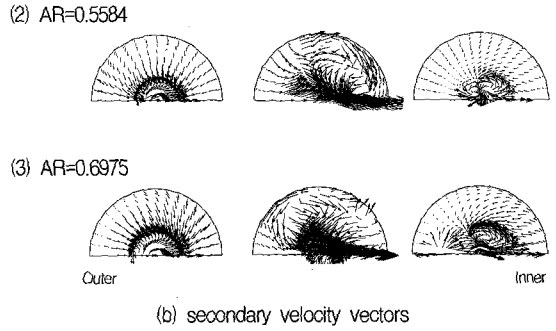 (2) AR=0.5584
(3) AR=0.6975
Outer
Inner
(b) secondary velocity vectors